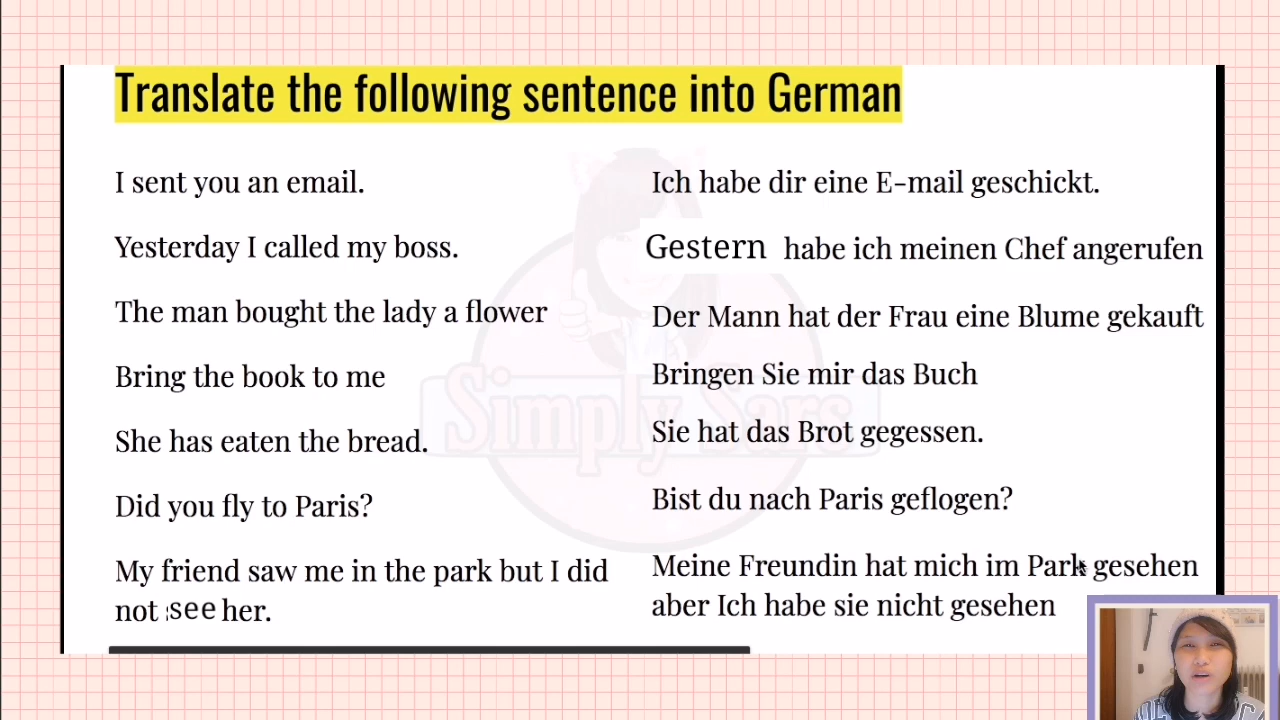 Translate the following sentence into German
I sent you an email.
Ich habe dir eine E-mail geschickt.
Yesterday I called my boss.
Gestern habe ich meinen Chef angerufen
The man bought the lady a flower
Der Mann hat der Frau eine Blume gekauft
Bring the book to me
Bringen Sie mir das Buch
She has eaten the bread.
Sie hat das Brot gegessen.
Did you fly to Paris?
Bist du nach Paris geflogen?
My friend saw me in the park but I did
not see her.
Meine Freundin hat mich im Park gesehen
aber Ich habe sie nicht gesehen
Simply Sars